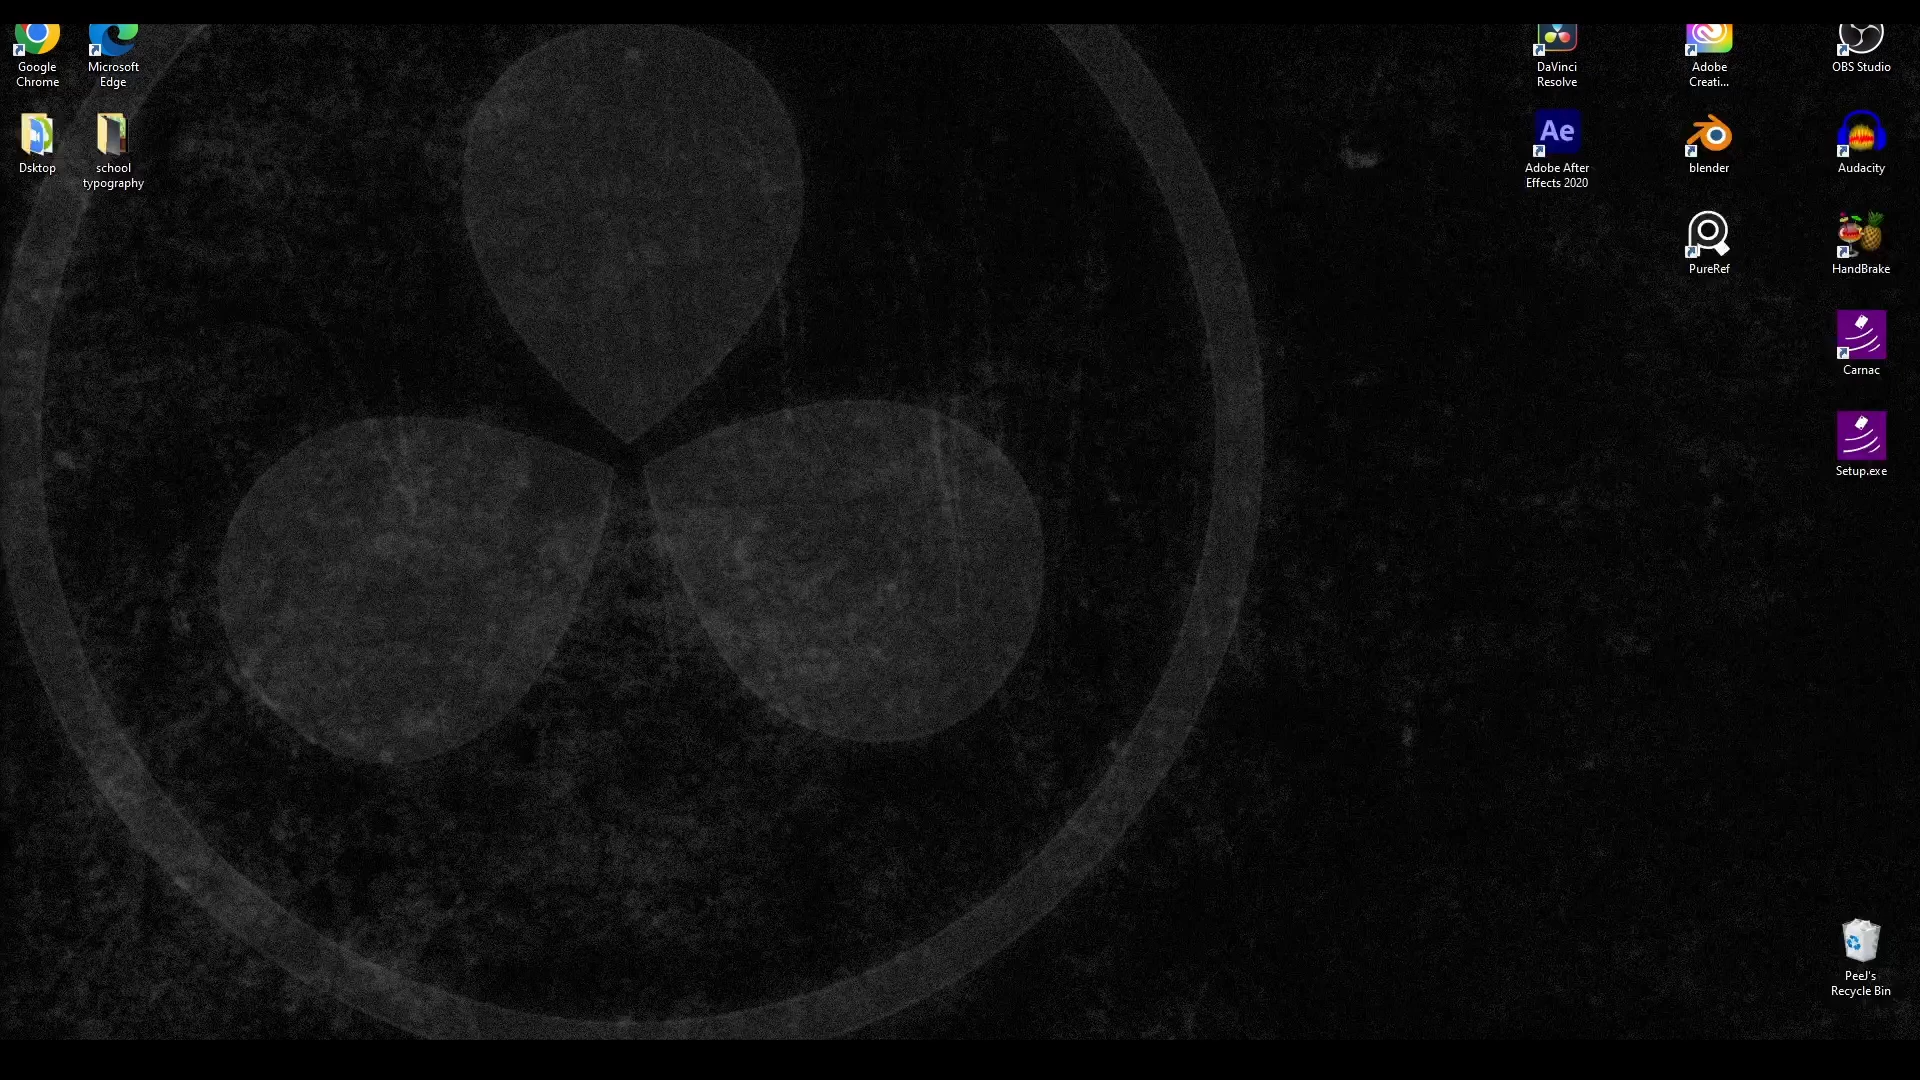 Google
Chrome
Microsoft
Edge
DaVinci
Resolve
Adobe
Creati...
OBS Studio
Dsktop
school
typography
Ae
Adobe After
Effects 2020
blender
Audacity
PureRef
HandBrake
Carnac
Setup.exe
PeeJ's
Recycle Bin